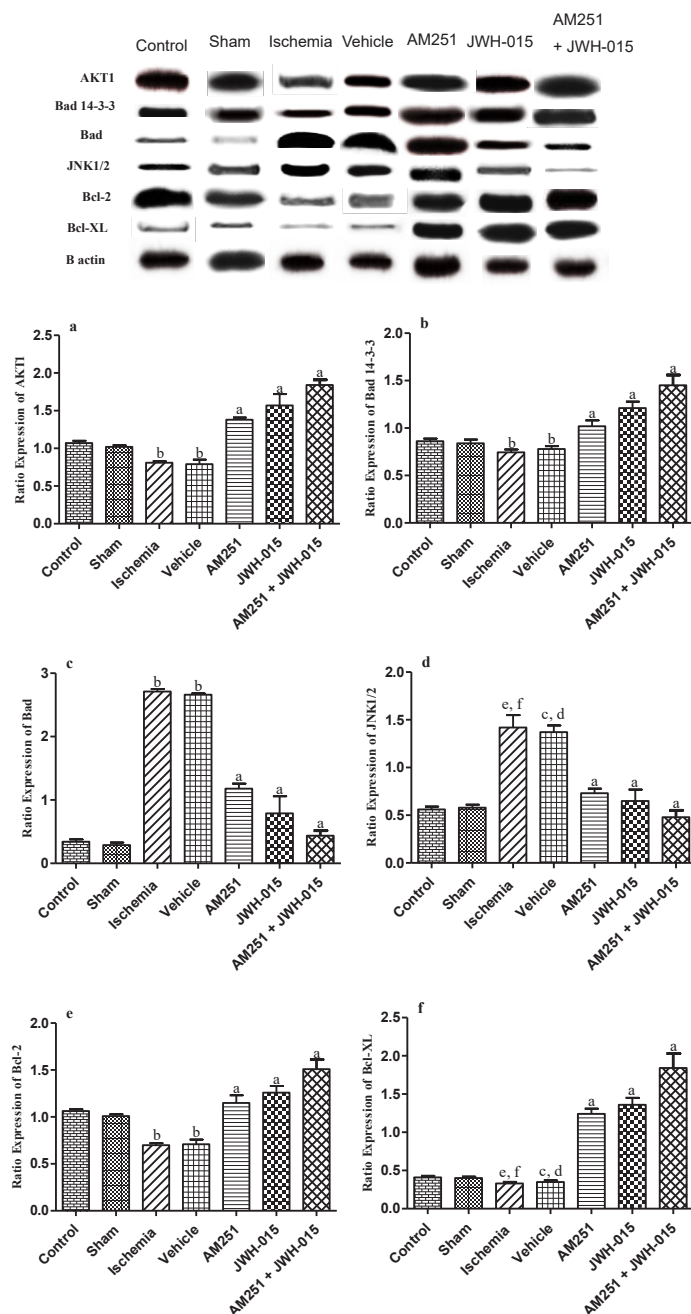 Control Sham Ischemia Vehicle AM251 JWH-015 AM251
+ JWH-015
AKT1
Bad 14-3-3
Bad
JNK1/2
Bcl-2
Bcl-XL
B actin
a
Ratio Expression of AKT1
2.5
2.0
1.5
1.0
0.5
0.0
b b a a a
Control Sham Ischemia Vehicle AM251 JWH-015 AM251 + JWH-015
b
Ratio Expression of Bad 14-3-3
2.0
1.5
1.0
0.5
0.0
b b a a a
Control Sham Ischemia Vehicle AM251 JWH-015 AM251 + JWH-015
c
Ratio Expression of Bad
3
2
1
0
b b a a a
Control Sham Ischemia Vehicle AM251 JWH-015 AM251 + JWH-015
d
Ratio Expression of JNK1/2
2.0
1.5
1.0
0.5
0.0
e, f c, d a a a
Control Sham Ischemia Vehicle AM251 JWH-015 AM251 + JWH-015
e
Ratio Expression of Bcl-2
2.0
1.5
1.0
0.5
0.0
b b a a a
Control Sham Ischemia Vehicle AM251 JWH-015 AM251 + JWH-015
f
Ratio Expression of Bcl-XL
2.5
2.0
1.5
1.0
0.5
0.0
e, f c, d a a a
Control Sham Ischemia Vehicle AM251 JWH-015 AM251 + JWH-015